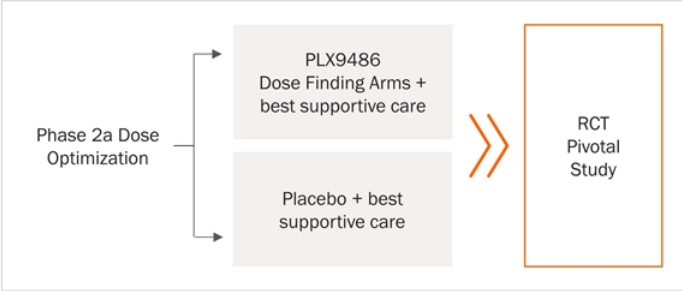 Phase 2a Dose
Optimization
PLX9486
Dose Finding Arms +
best supportive care
Placebo + best
supportive care
RCT
Pivotal
Study